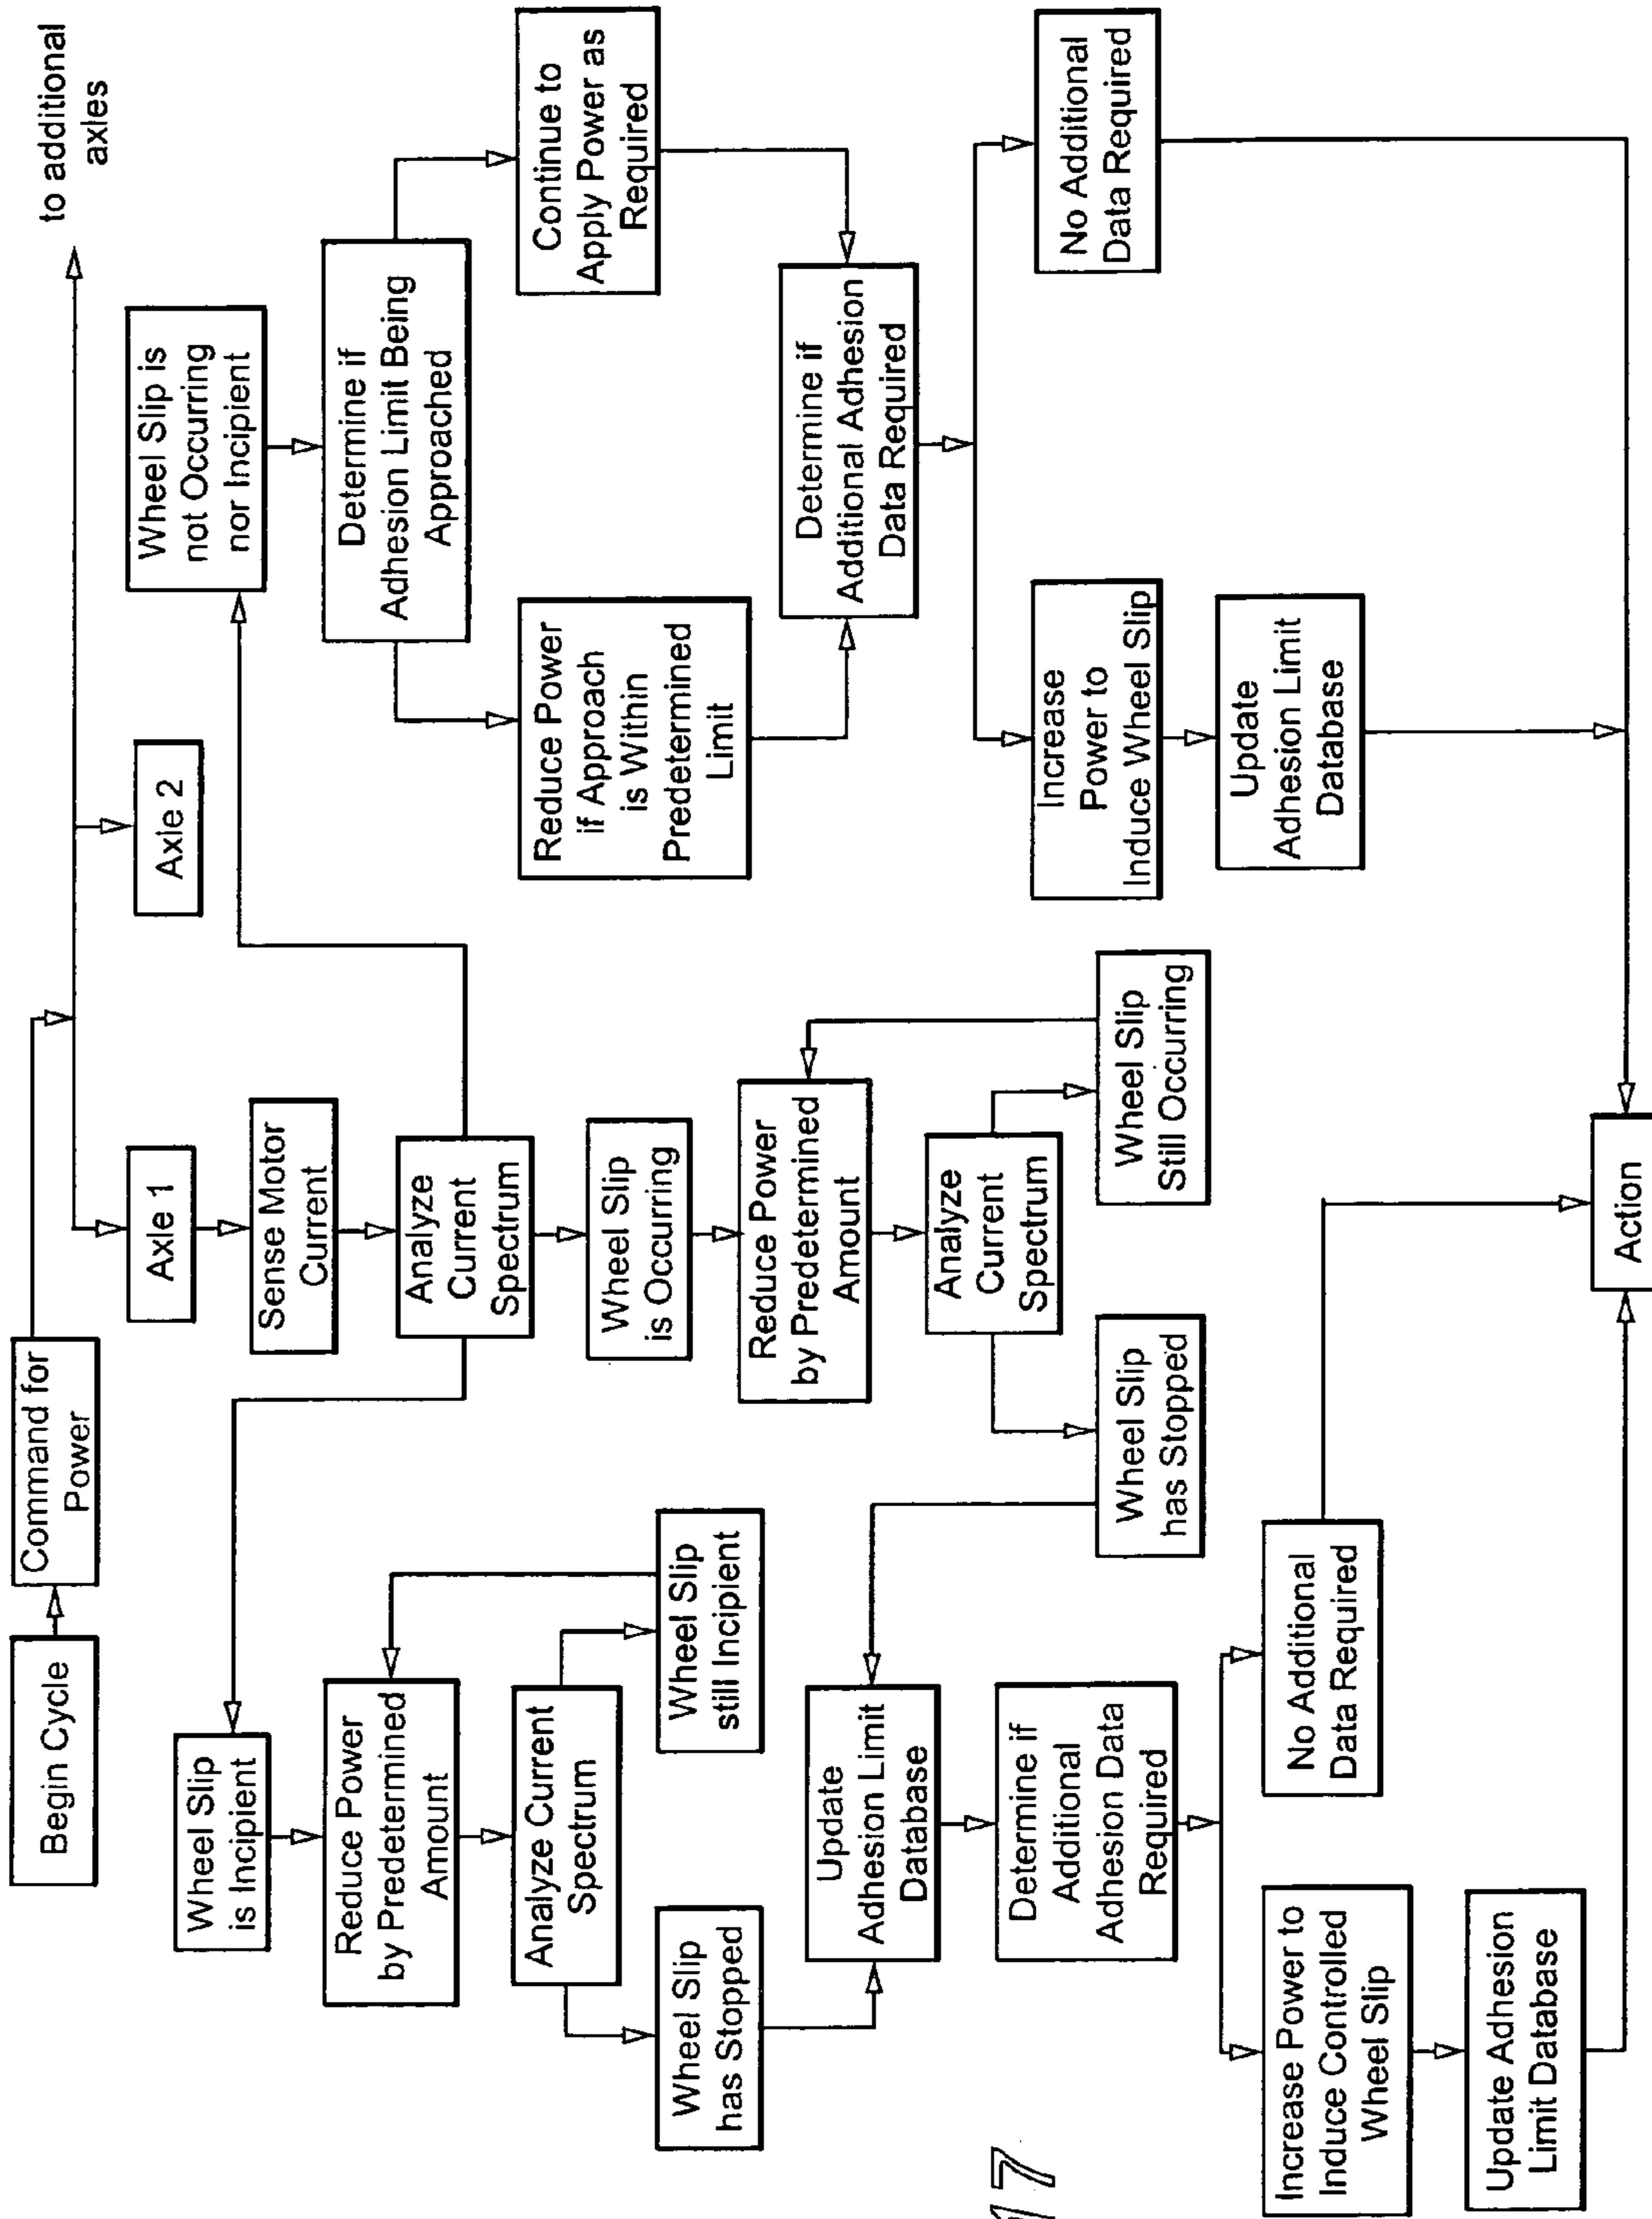 Begin Cycle
Command for
Power
to additional
axles
Axle 1
Axle 2
Sense Motor
Current
Analyze
Current
Spectrum
Wheel Slip
is Incipient
Reduce Power
by Predetermined
Amount
Analyze Current
Spectrum
Wheel Slip
has Stopped
Wheel Slip
still Incipient
Wheel Slip
is Occurring
Reduce Power
by Predetermined
Amount
Analyze
Current
Spectrum
Wheel Slip
has Stopped
Wheel Slip
Still Occurring
Update
Adhesion Limit
Database
Determine if
Additional
Adhesion Data
Required
Increase Power to
Induce Controlled
Wheel Slip
Update Adhesion
Limit Database
No Additional
Data Required
Wheel Slip is
not Occurring
nor Incipient
Determine if
Adhesion Limit Being
Approached
Reduce Power
if Approach
is Within
Predetermined
Limit
Continue to
Apply Power as
Required
Determine if
Additional Adhesion
Data Required
Increase
Power to
Induce Wheel Slip
Update
Adhesion Limit
Database
No Additional
Data Required
Action
17